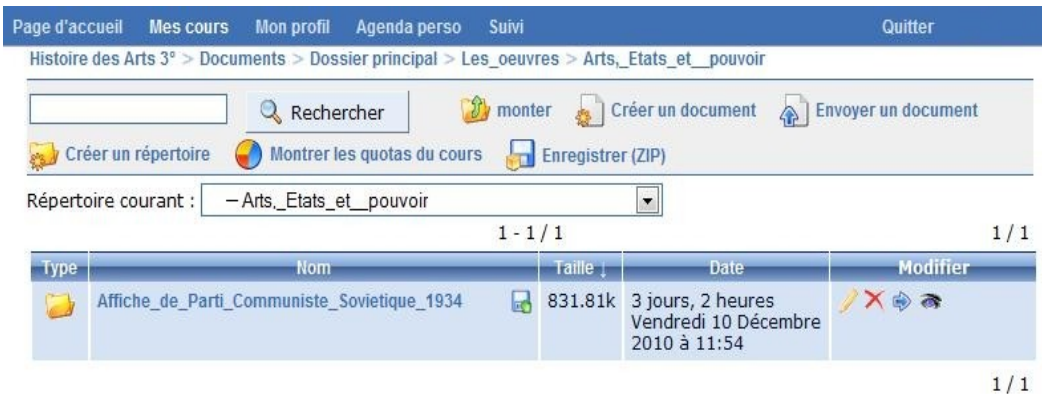 Page d'accueil Mes cours Mon profil Agenda perso Suivi Quitter
Histoire des Arts 3° > Documents > Dossier principal > Les_oeuvres > Arts,_Etats_et__pouvoir
Rechercher monter Créer un document Envoyer un document
Créer un répertoire Montrer les quotas du cours Enregistrer (ZIP)
Répertoire courant : – Arts,_Etats_et__pouvoir
1 - 1 / 1 1 / 1
Type Nom Taille ↓ Date Modifier
Affiche_de_Parti_Communiste_Sovietique_1934 831.81k 3 jours, 2 heures
Vendredi 10 Décembre
2010 à 11:54
1 / 1